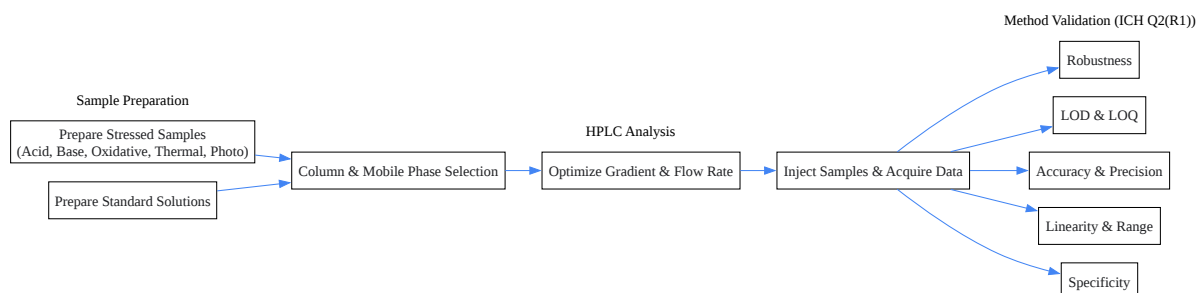 Sample Preparation
Prepare Stressed Samples
(Acid, Base, Oxidative, Thermal, Photo)
Prepare Standard Solutions
HPLC Analysis
Column & Mobile Phase Selection
Optimize Gradient & Flow Rate
Inject Samples & Acquire Data
Method Validation (ICH Q2(R1))
Robustness
LOD & LOQ
Accuracy & Precision
Linearity & Range
Specificity